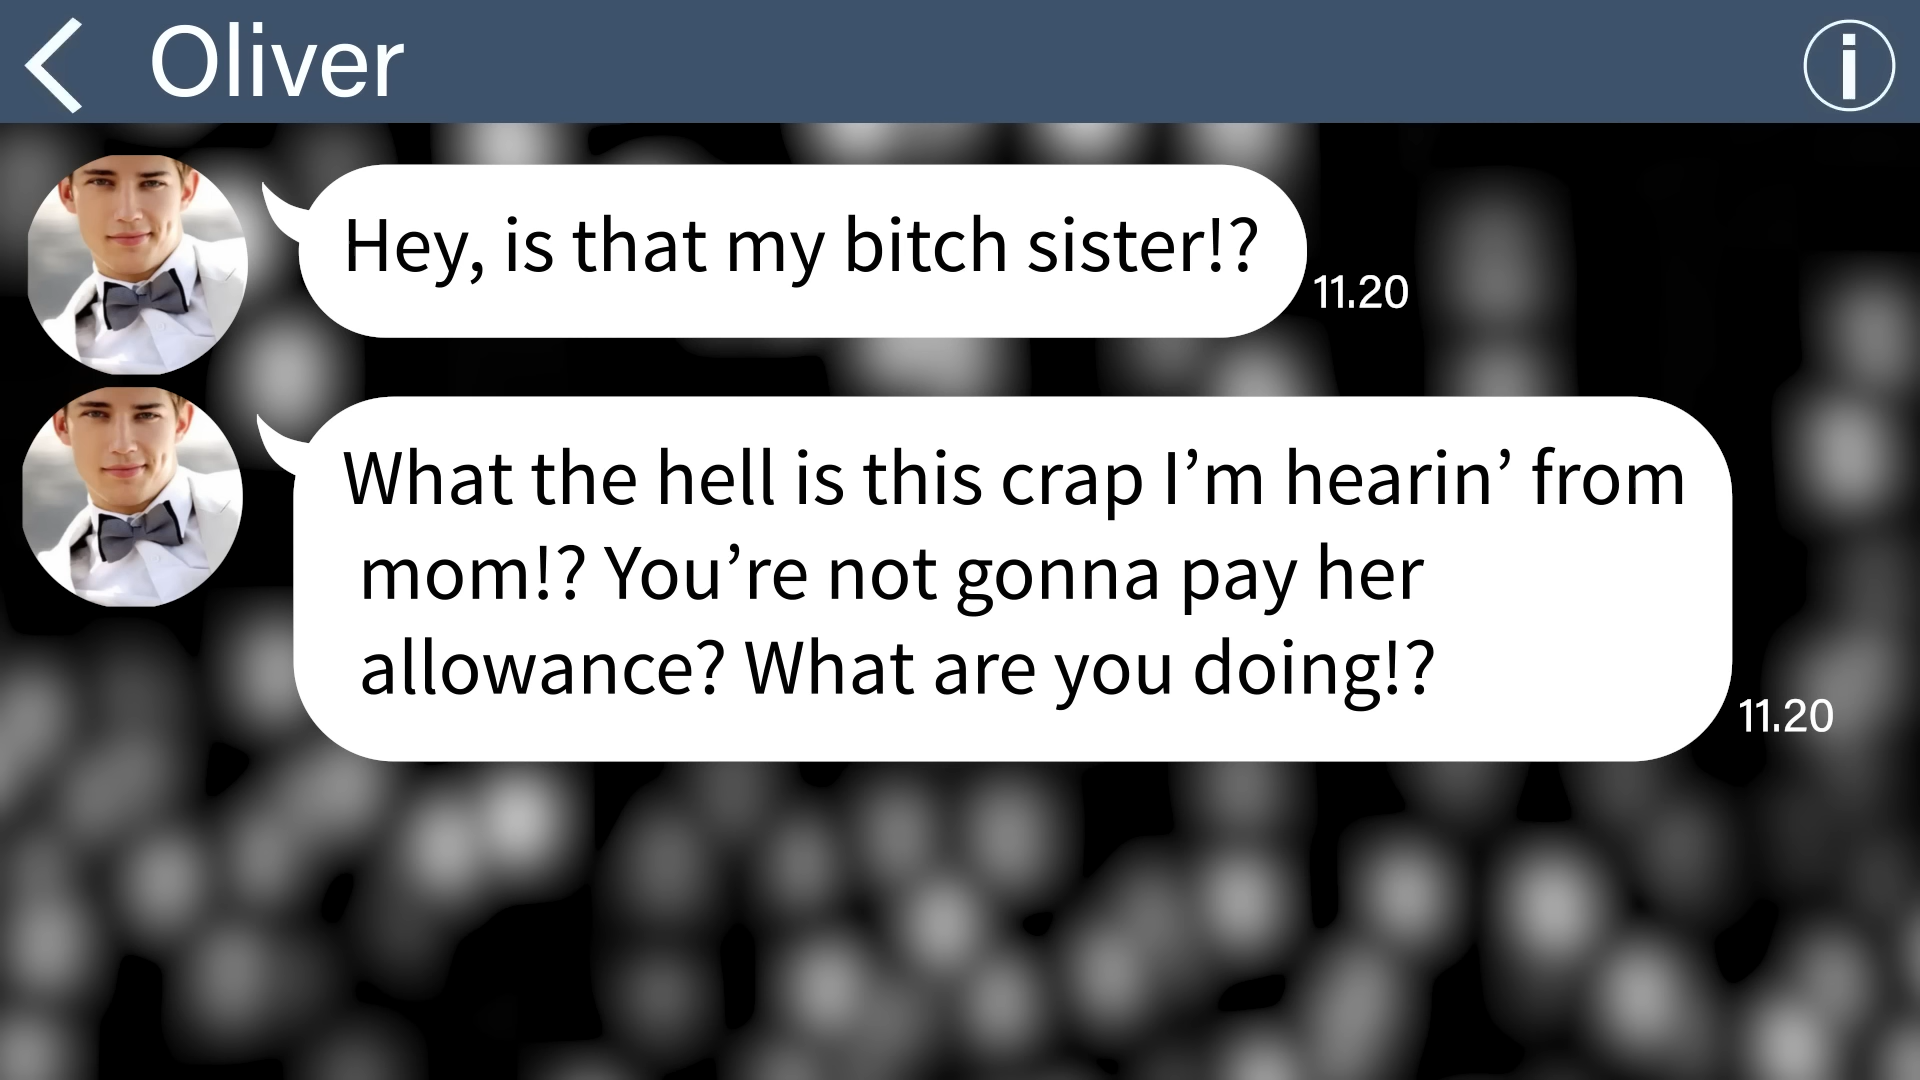 Oliver
Hey, is that my bitch sister!?
11.20
What the hell is this crap I’m hearin’ from
mom!? You’re not gonna pay her
allowance? What are you doing!?
11.20